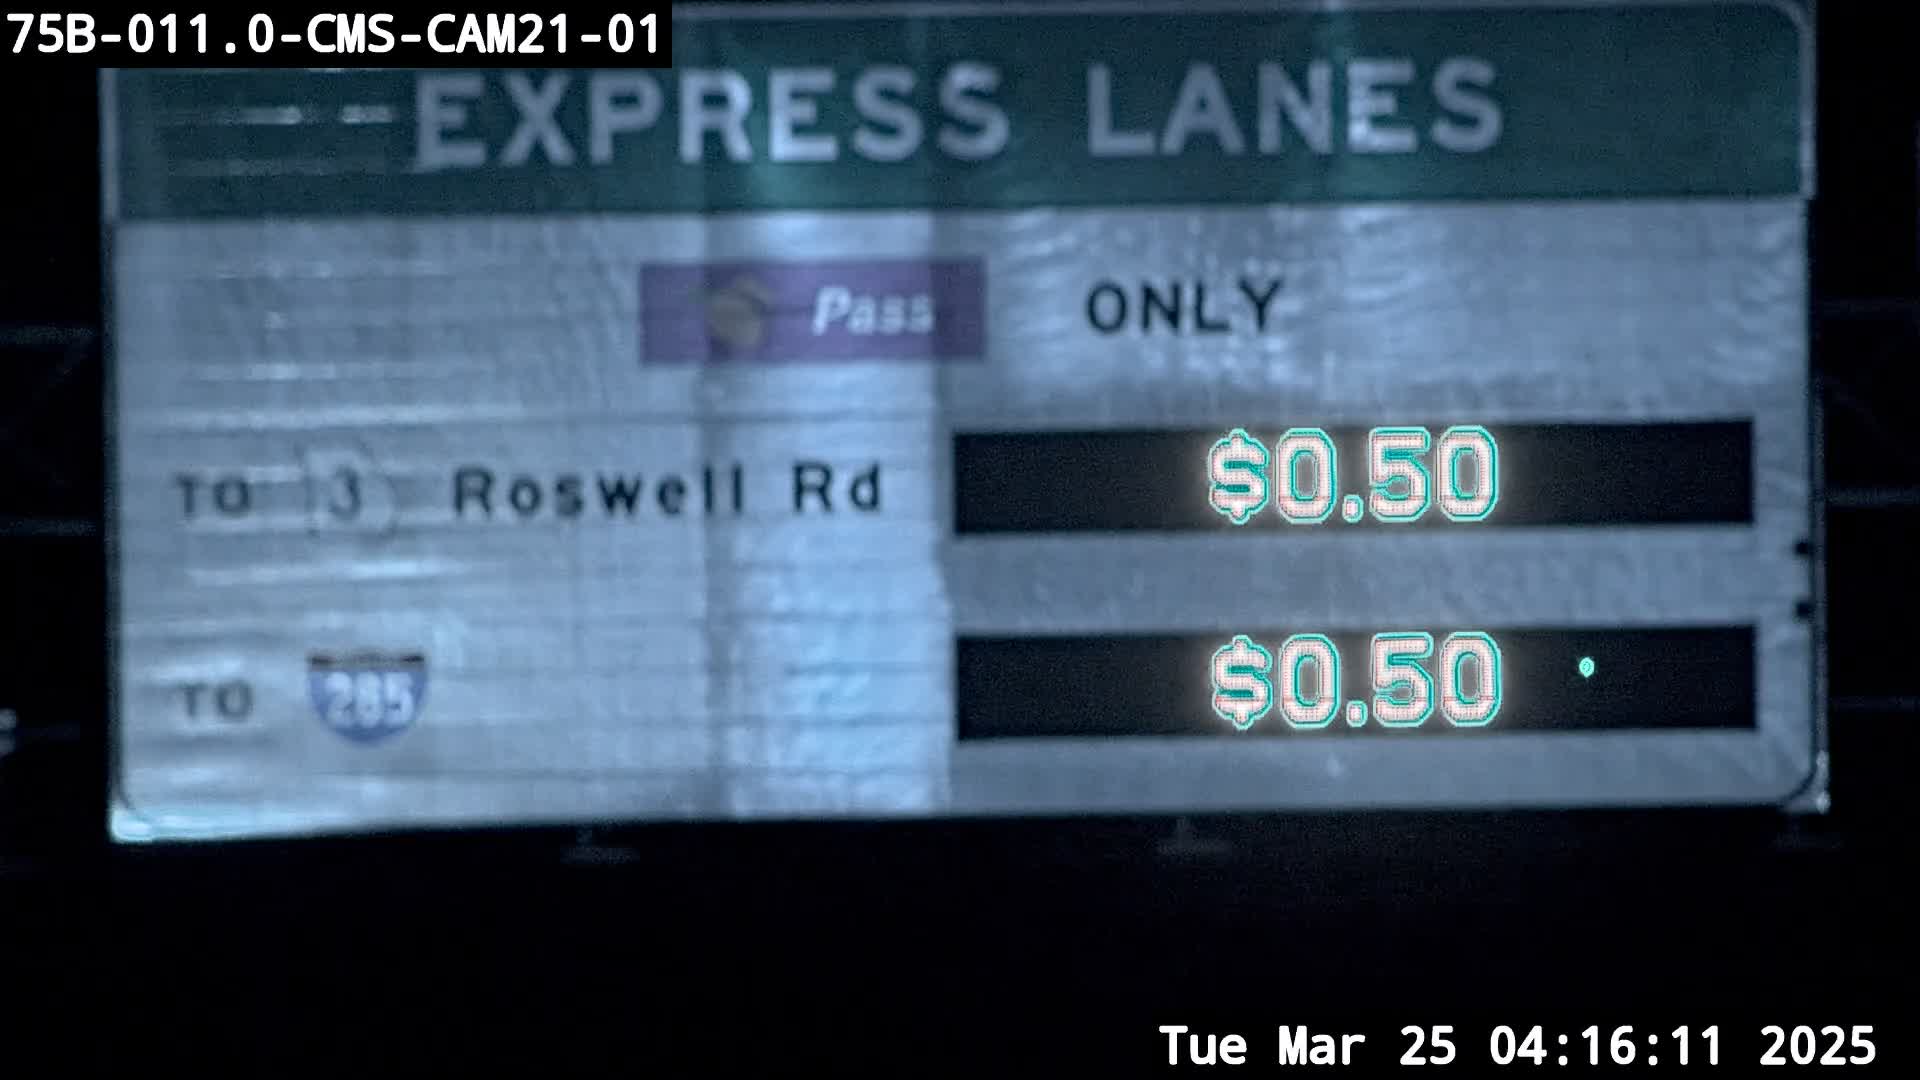 75B-011.0-CMS-CAM21-01
EXPRESS LANES
Pass ONLY
TO 3 Roswell Rd $0.50
TO 285 $0.50
Tue Mar 25 04:16:11 2025